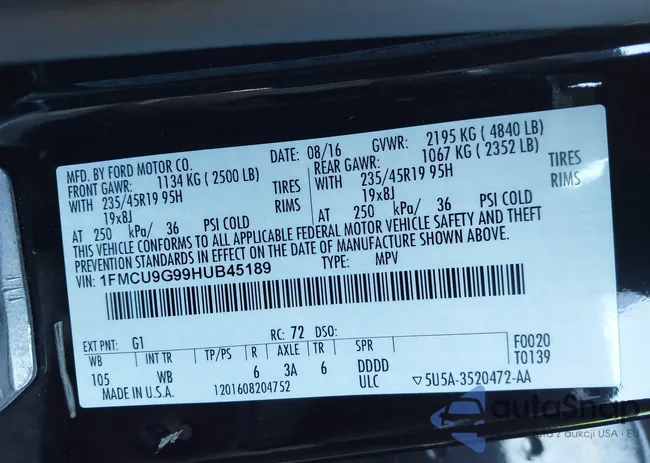 MFD. BY FORD MOTOR CO.
DATE: 08/16 GVWR: 2195 KG ( 4840 LB)
FRONT GAWR: 1134 KG ( 2500 LB) REAR GAWR: 1067 KG ( 2352 LB)
WITH 235/45R19 95H TIRES WITH 235/45R19 95H TIRES
19x8J RIMS 19x8J RIMS
AT 250 kPa/ 36 PSI COLD AT 250 kPa/ 36 PSI COLD
THIS VEHICLE CONFORMS TO ALL APPLICABLE FEDERAL MOTOR VEHICLE SAFETY AND THEFT
PREVENTION STANDARDS IN EFFECT ON THE DATE OF MANUFACTURE SHOWN ABOVE.
VIN: 1FMCU9G99HUB45189 TYPE: MPV
EXT PNT: G1 RC: 72 DSO: F0020
WB INT TR TP/PS R AXLE TR SPR T0139
105 WB 6 3A 6 DDDD
MADE IN U.S.A. 1201608204752 ULC ▽5U5A-3520472-AA
autoSnap
z aukcji USA i EU